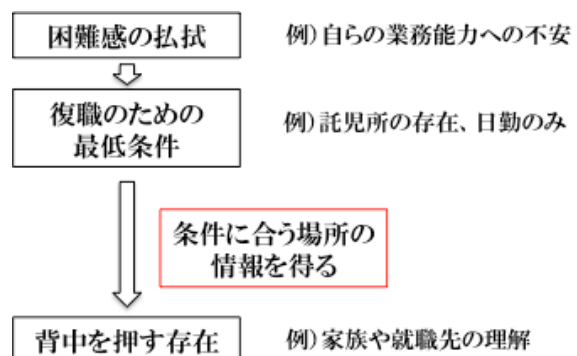 困難感の払拭 例）自らの業務能力への不安
復職のための
最低条件
例）託児所の存在、日勤のみ
条件に合う場所の
情報を得る
背中を押す存在 例）家族や就職先の理解